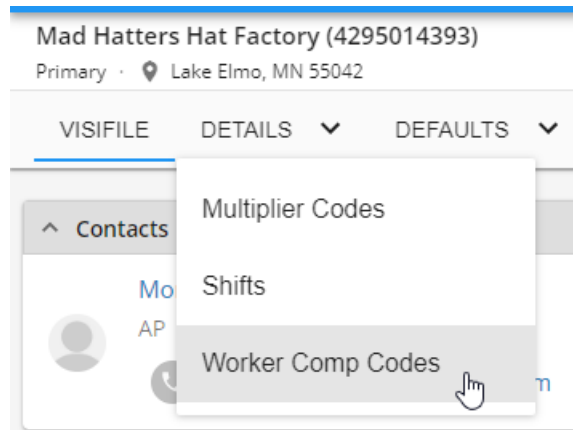 Mad Hatters Hat Factory (4295014393)
Primary · Lake Elmo, MN 55042
VISIFILE DETAILS DEFAULTS
Multiplier Codes
Contacts
Shifts
AP
Worker Comp Codes